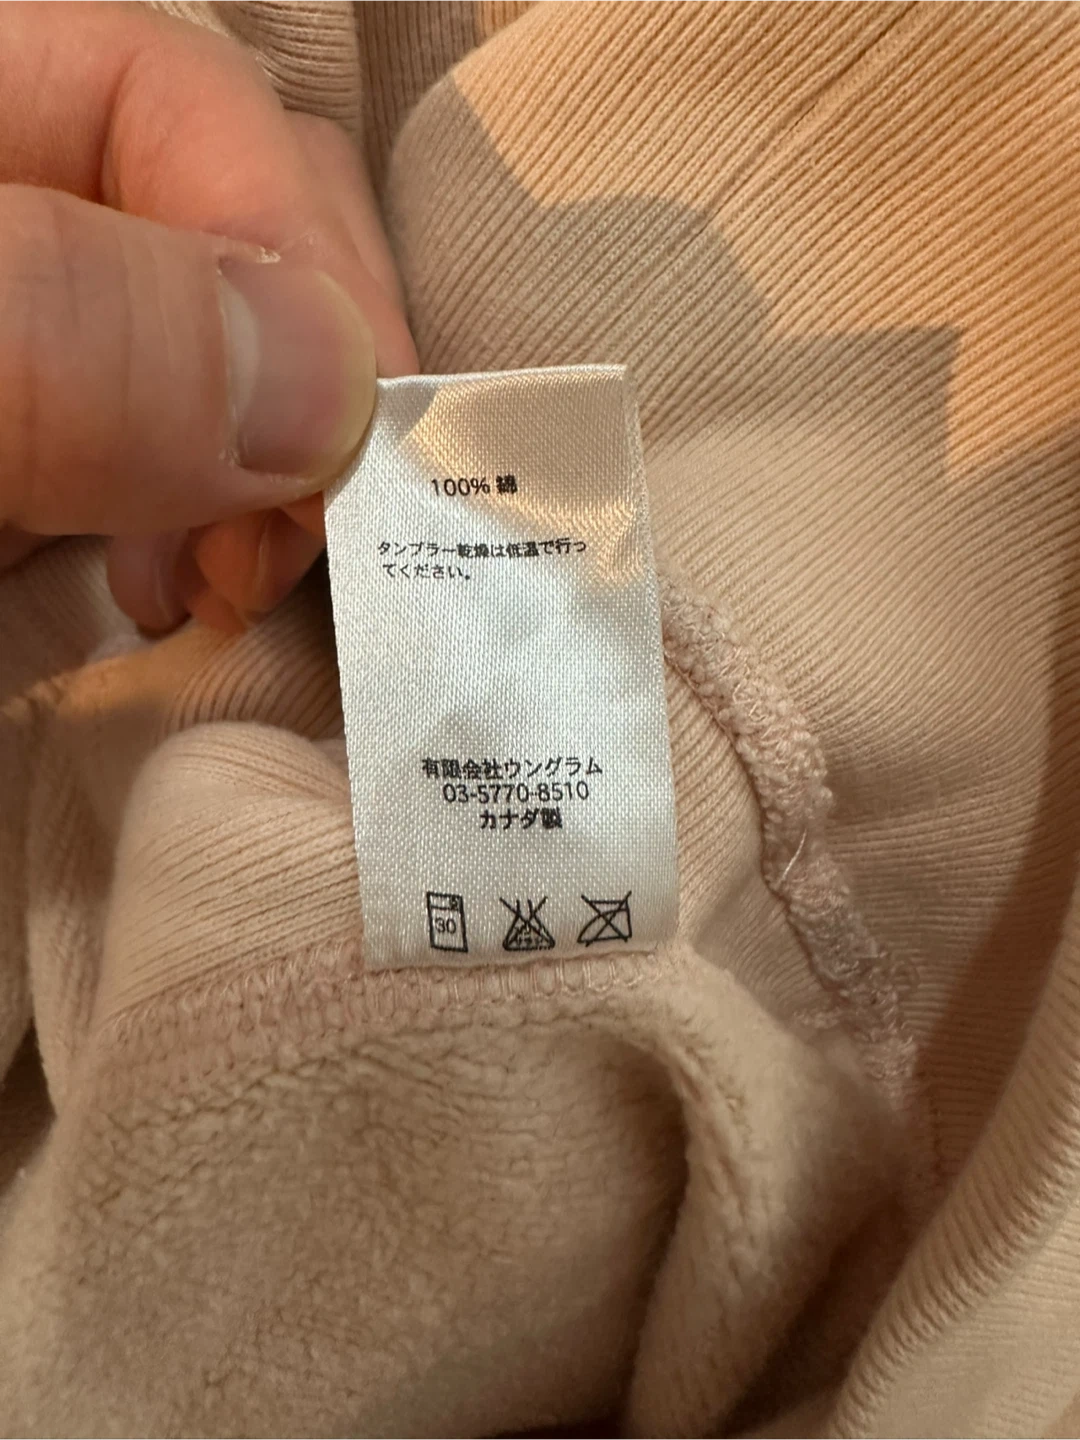 100% 綿
タンブラー乾燥は低温で行っ
てください。
有限会社ウングラム
03-5770-8510
カナダ製
30